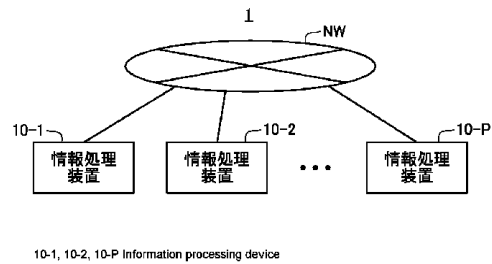 1
NW
10-1
情報処理
装置
10-2
情報処理
装置
•••
10-P
情報処理
装置
10-1, 10-2, 10-P Information processing device